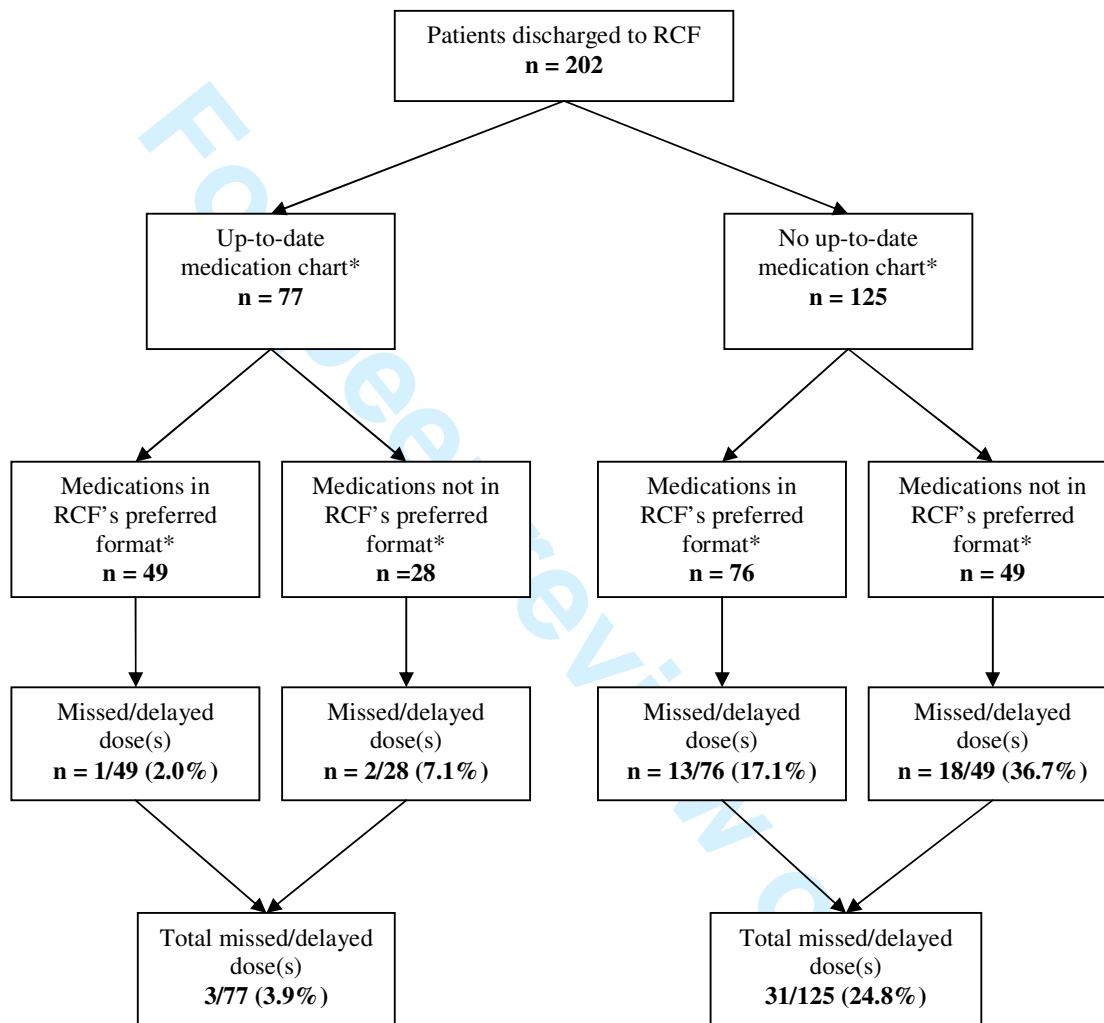 Patients discharged to RCF
n = 202
Up-to-date
medication chart*
n = 77
No up-to-date
medication chart*
n = 125
Medications in
RCF's preferred
format*
n = 49
Medications not in
RCF's preferred
format*
n =28
Medications in
RCF's preferred
format*
n = 76
Medications not in
RCF's preferred
format*
n = 49
Missed/delayed
dose(s)
n = 1/49 (2.0%)
Missed/delayed
dose(s)
n = 2/28 (7.1%)
Missed/delayed
dose(s)
n = 13/76 (17.1%)
Missed/delayed
dose(s)
n = 18/49 (36.7%)
Total missed/delayed
dose(s)
3/77 (3.9%)
Total missed/delayed
dose(s)
31/125 (24.8%)